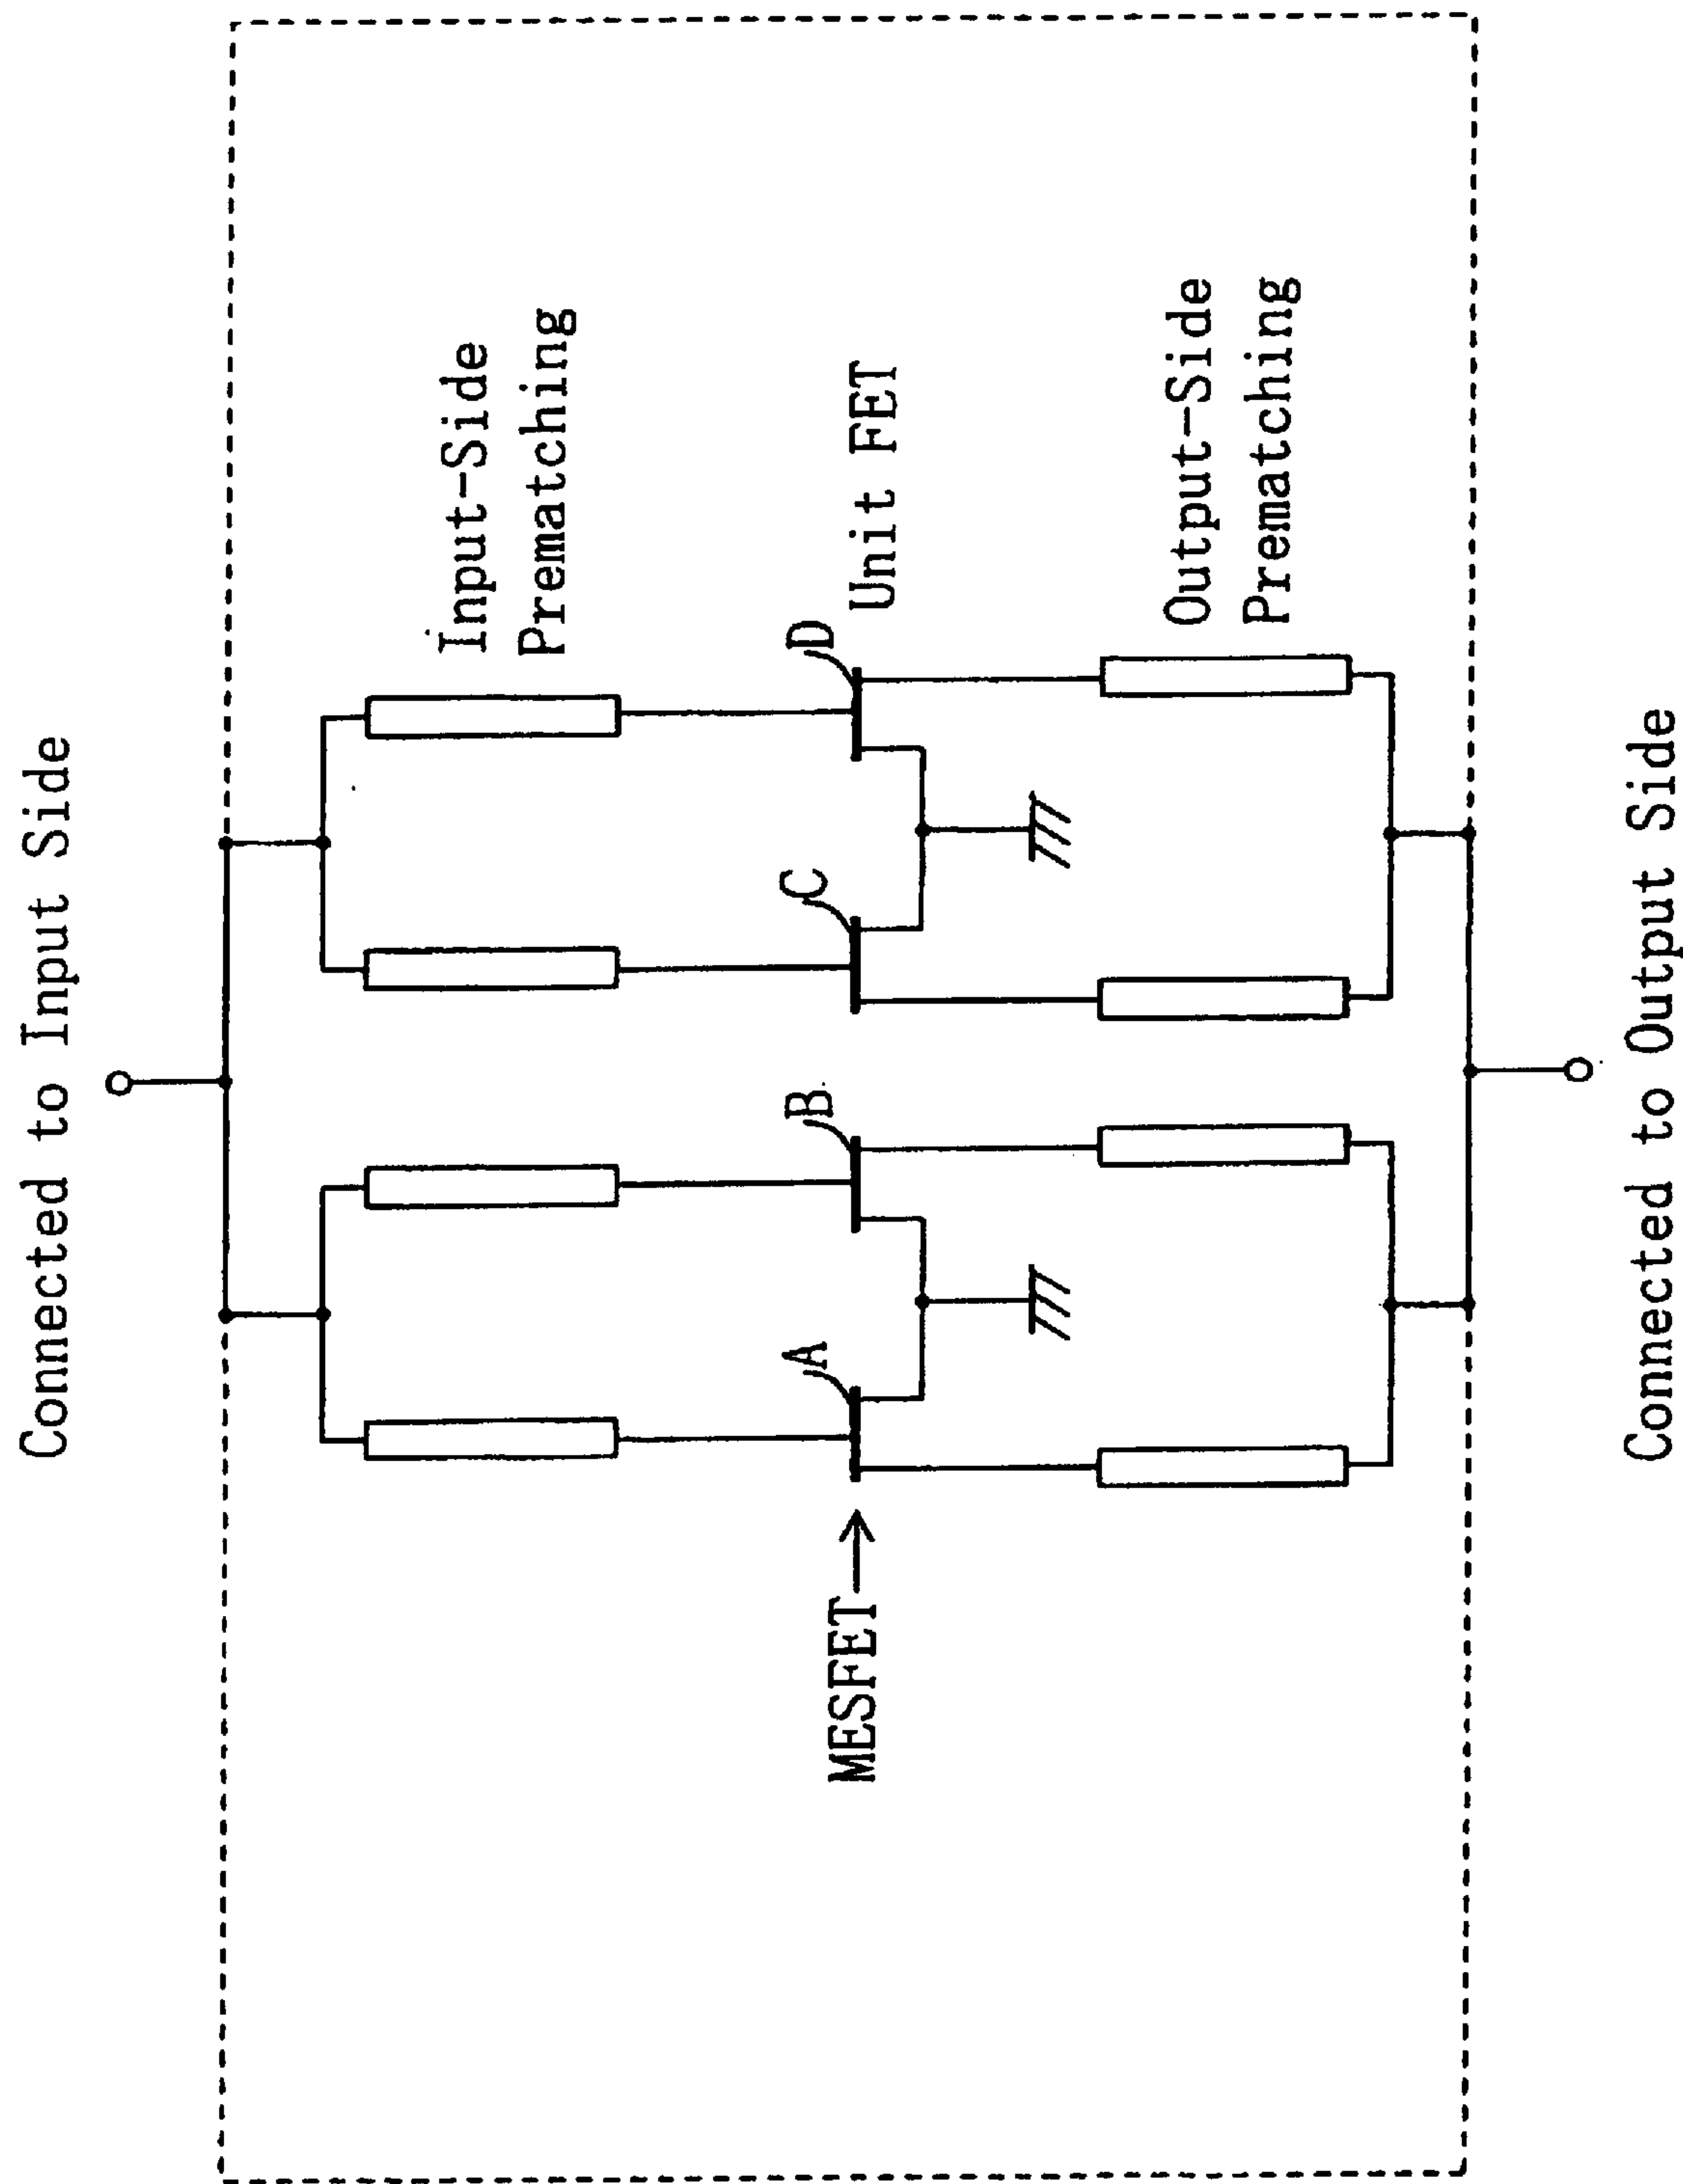 Connected to Input Side
Input-Side
Prematching
A
B
C
D
MESFET
Unit FET
Output-Side
Prematching
Connected to Output Side